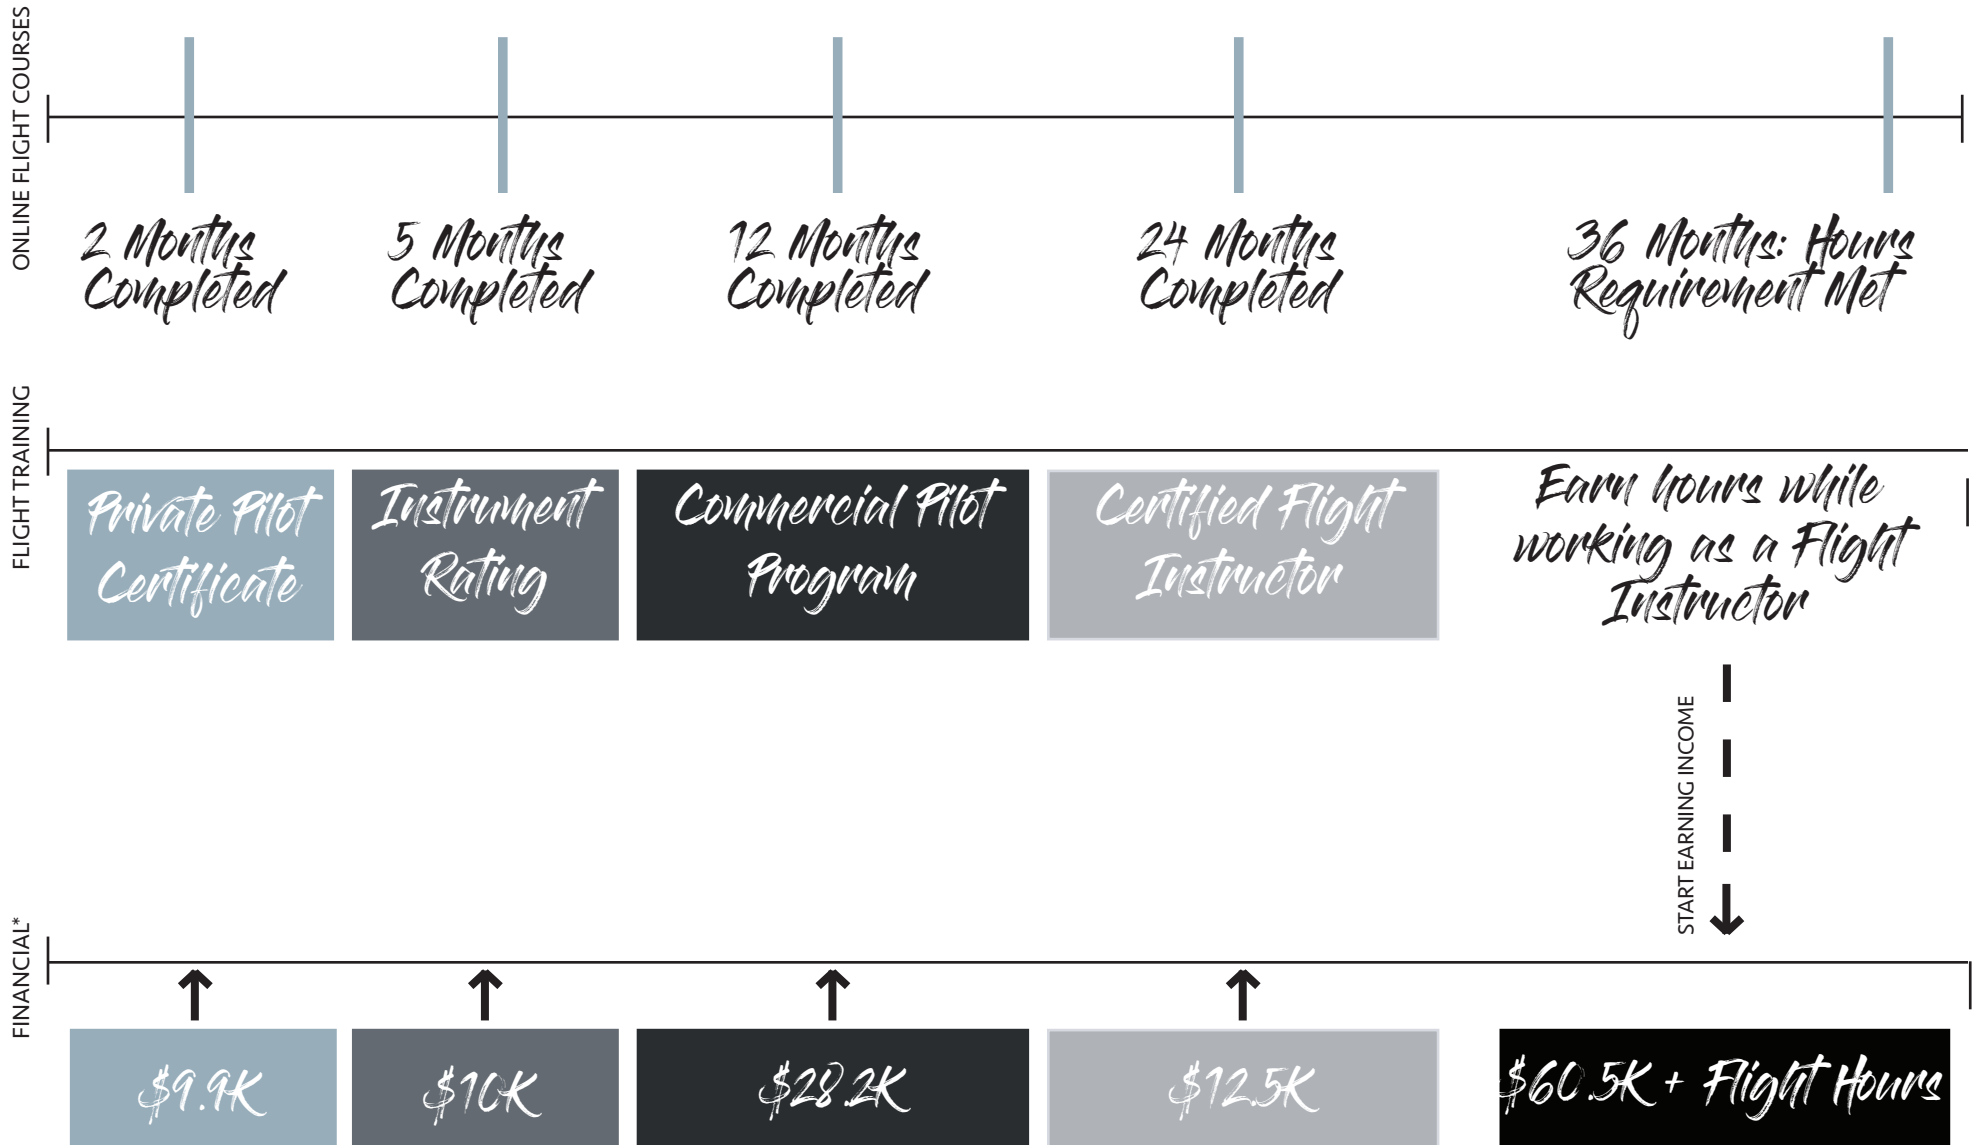 ONLINE FLIGHT COURSES
2 Months
Completed
5 Months
Completed
12 Months
Completed
24 Months
Completed
36 Months: Hours
Requirement Met
FLIGHT TRAINING
Private Pilot
Certificate
Instrument
Rating
Commercial Pilot
Program
Certified Flight
Instructor
Earn hours while
working as a Flight
Instructor
START EARNING INCOME
FINANCIAL*
$9.9K
$10K
$28.2K
$12.5K
$60.5K + Flight Hours